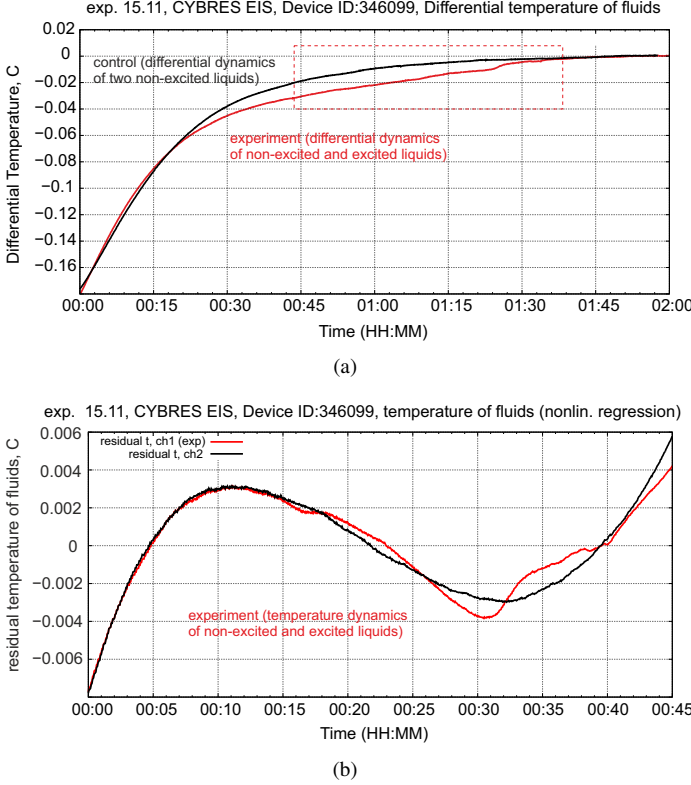 exp. 15.11, CYBRES EIS, Device ID:346099, Differential temperature of fluids
Differential Temperature, C
0.02
0
−0.02
−0.04
−0.06
−0.08
−0.1
−0.12
−0.14
−0.16
control (differential dynamics
of two non-excited liquids)
experiment (differential dynamics
of non-excited and excited liquids)
00:00 00:15 00:30 00:45 01:00 01:15 01:30 01:45 02:00
Time (HH:MM)
(a)
exp. 15.11, CYBRES EIS, Device ID:346099, temperature of fluids (nonlin. regression)
residual temperature of fluids, C
0.006
0.004
0.002
0
−0.002
−0.004
−0.006
residual t, ch1 (exp)
residual t, ch2
experiment (temperature dynamics
of non-excited and excited liquids)
00:00 00:05 00:10 00:15 00:20 00:25 00:30 00:35 00:40 00:45
Time (HH:MM)
(b)